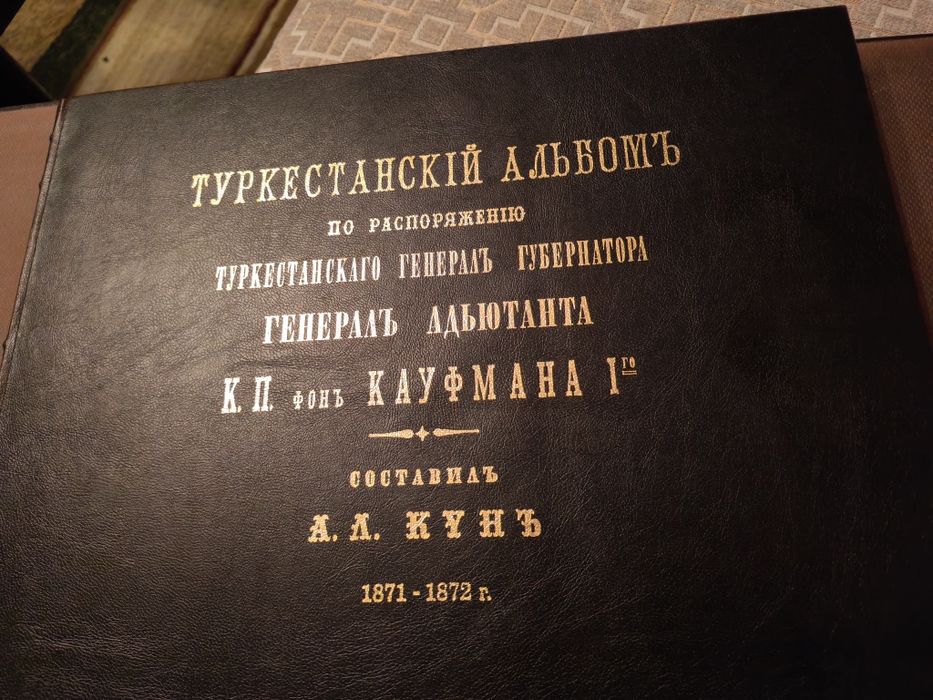 ТУРКЕСТАНСКІЙ АЛЬБОМЪ
ПО РАСПОРЯЖЕНІЮ
ТУРКЕСТАНСКАГО ГЕНЕРАЛЪ ГУБЕРНАТОРА
ГЕНЕРАЛЪ АДЬЮТАНТА
К. П. ФОНЪ КАУФМАНА Iго
СОСТАВИЛЪ
А. Л. КУНЪ
1871 - 1872 г.